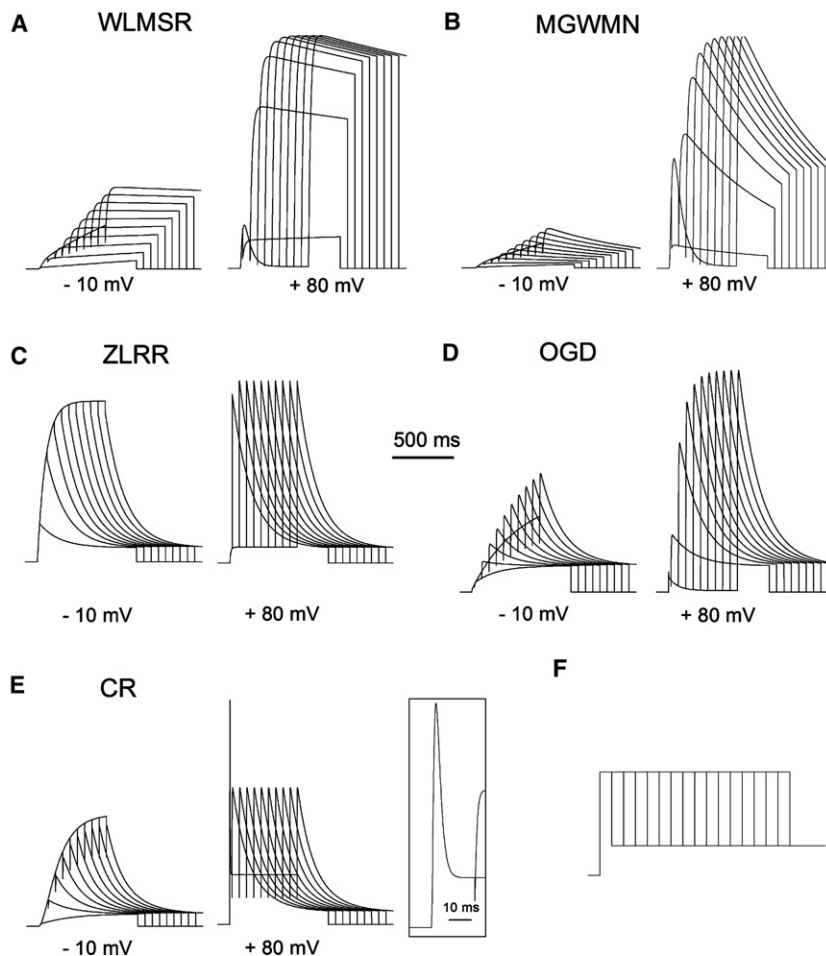 A WLMSR
- 10 mV
+ 80 mV
B MGWMN
- 10 mV
+ 80 mV
C ZLRR
- 10 mV
+ 80 mV
500 ms
D OGD
- 10 mV
+ 80 mV
E CR
- 10 mV
+ 80 mV
10 ms
F